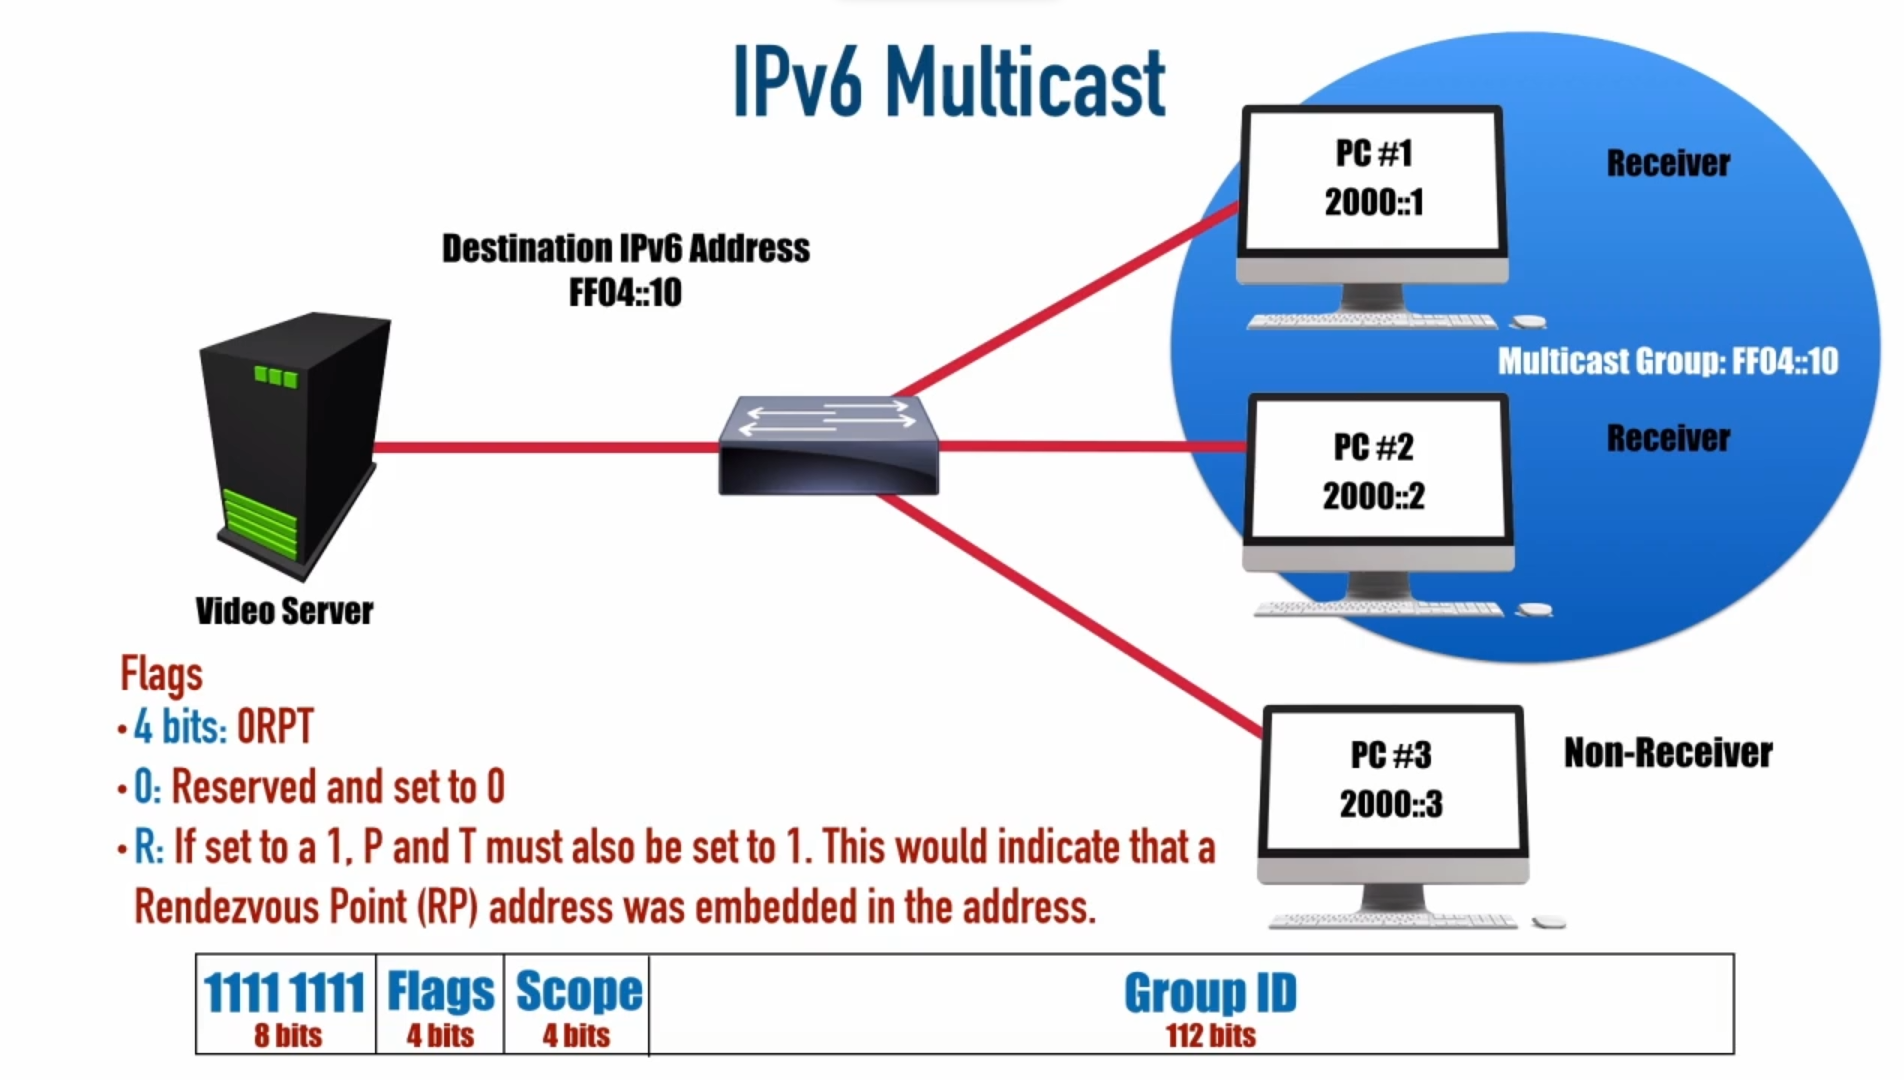 IPv6 Multicast
PC #1
2000::1
Receiver
Destination IPv6 Address
FF04::10
Multicast Group: FF04::10
PC #2
2000::2
Receiver
Video Server
PC #3
2000::3
Non-Receiver
Flags
• 4 bits: 0RPT
• 0: Reserved and set to 0
• R: If set to a 1, P and T must also be set to 1. This would indicate that a
Rendezvous Point (RP) address was embedded in the address.
1111 1111
8 bits
Flags
4 bits
Scope
4 bits
Group ID
112 bits